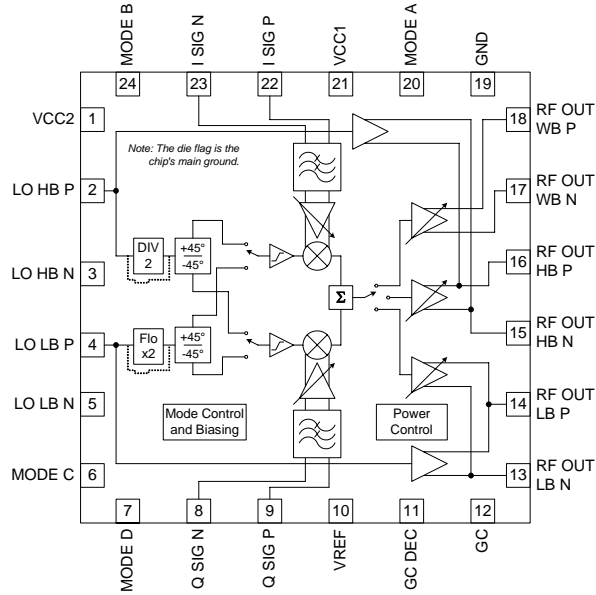 MODE B
I SIG N
I SIG P
VCC1
MODE A
GND
24
23
22
21
20
19
VCC2
1
Note: The die flag is the
chip's main ground.
18
RF OUT
WB P
LO HB P
2
17
RF OUT
WB N
DIV
2
+45°
-45°
LO HB N
3
16
RF OUT
HB P
Σ
LO LB P
4
Flo
x2
+45°
-45°
15
RF OUT
HB N
LO LB N
5
Mode Control
and Biasing
Power
Control
14
RF OUT
LB P
MODE C
6
13
RF OUT
LB N
7
8
9
10
11
12
MODE D
Q SIG N
Q SIG P
VREF
GC DEC
GC